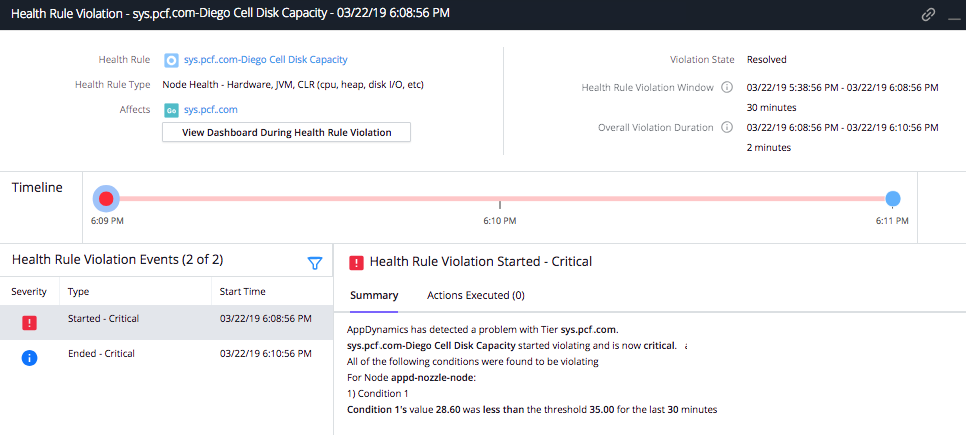 Health Rule Violation - sys.pcf.com-Diego Cell Disk Capacity - 03/22/19 6:08:56 PM
Health Rule sys.pcf.com-Diego Cell Disk Capacity
Health Rule Type Node Health - Hardware, JVM, CLR (cpu, heap, disk I/O, etc)
Affects Go sys.pcf.com
View Dashboard During Health Rule Violation
Violation State Resolved
Health Rule Violation Window 03/22/19 5:38:56 PM - 03/22/19 6:08:56 PM
30 minutes
Overall Violation Duration 03/22/19 6:08:56 PM - 03/22/19 6:10:56 PM
2 minutes
Timeline
6:09 PM 6:10 PM 6:11 PM
Health Rule Violation Events (2 of 2)
Severity Type Start Time
Started - Critical 03/22/19 6:08:56 PM
Ended - Critical 03/22/19 6:10:56 PM
Health Rule Violation Started - Critical
Summary Actions Executed (0)
AppDynamics has detected a problem with Tier sys.pcf.com.
sys.pcf.com-Diego Cell Disk Capacity started violating and is now critical.
All of the following conditions were found to be violating
For Node appd-nozzle-node:
1) Condition 1
Condition 1's value 28.60 was less than the threshold 35.00 for the last 30 minutes